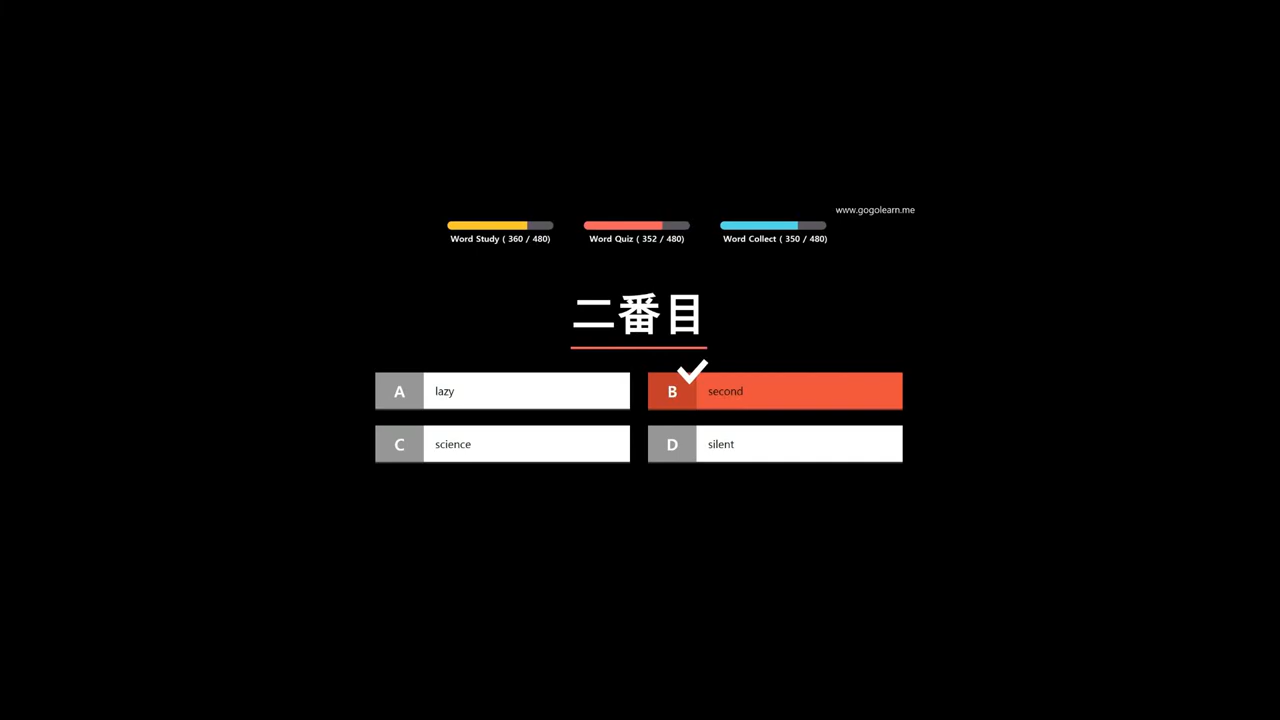 www.gogolearn.me
Word Study ( 360 / 480)
Word Quiz ( 352 / 480)
Word Collect ( 350 / 480)
二番目
A lazy
B second
C science
D silent